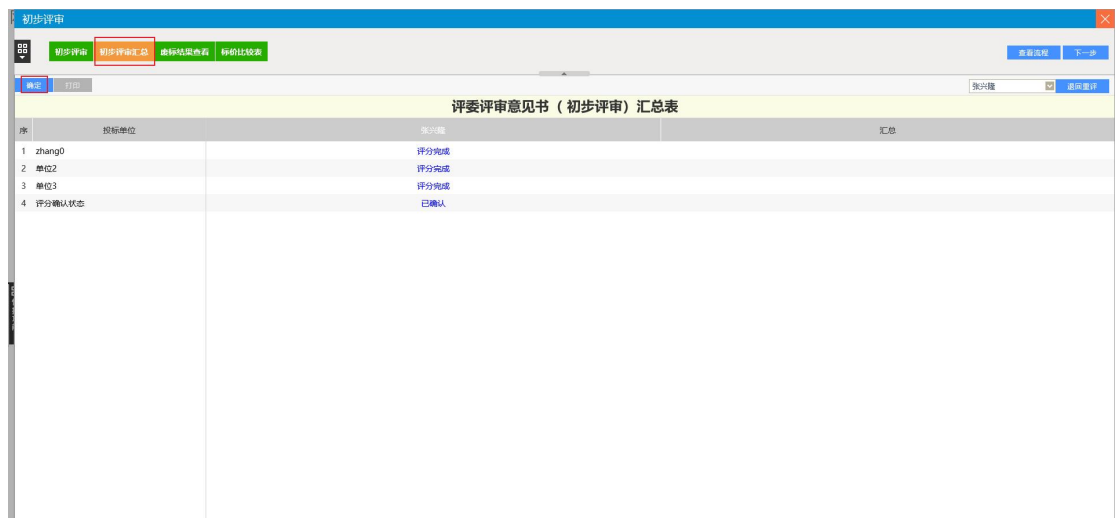 初步评审
初步评审 初步评审汇总 废标结果查看 标价比较表 查看流程 下一步
确定 打印 张兴隆 退回重评
评委评审意见书（初步评审）汇总表
序 投标单位 张兴隆 汇总
1 zhang0 评分完成
2 单位2 评分完成
3 单位3 评分完成
4 评分确认状态 已确认